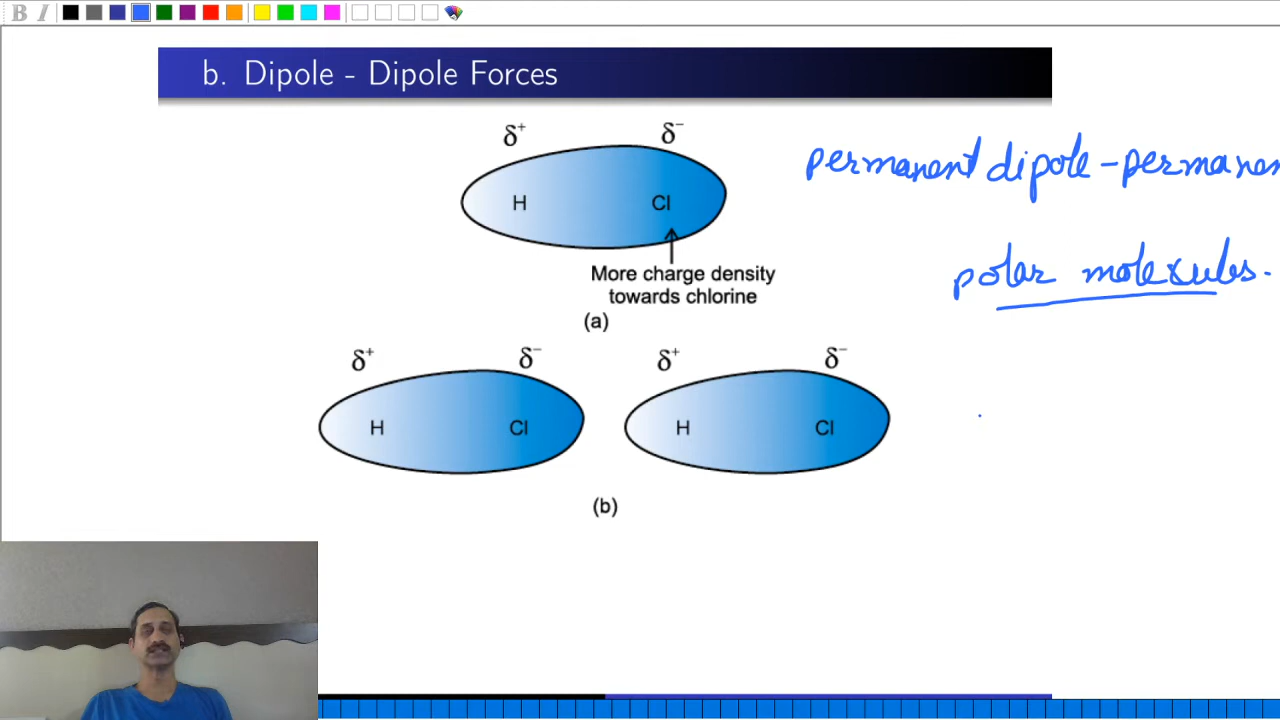 B I
b. Dipole - Dipole Forces
δ+ δ−
permanent dipole - permanen
H Cl
polar molecules.
More charge density
towards chlorine
(a)
δ+ δ− δ+ δ−
H Cl H Cl
(b)